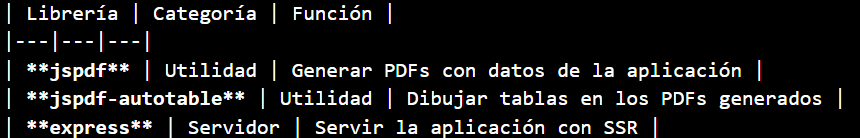 | Librería | Categoría | Función |
|---|---|---|
| **jspdf** | Utilidad | Generar PDFs con datos de la aplicación |
| **jspdf-autotable** | Utilidad | Dibujar tablas en los PDFs generados |
| **express** | Servidor | Servir la aplicación con SSR |